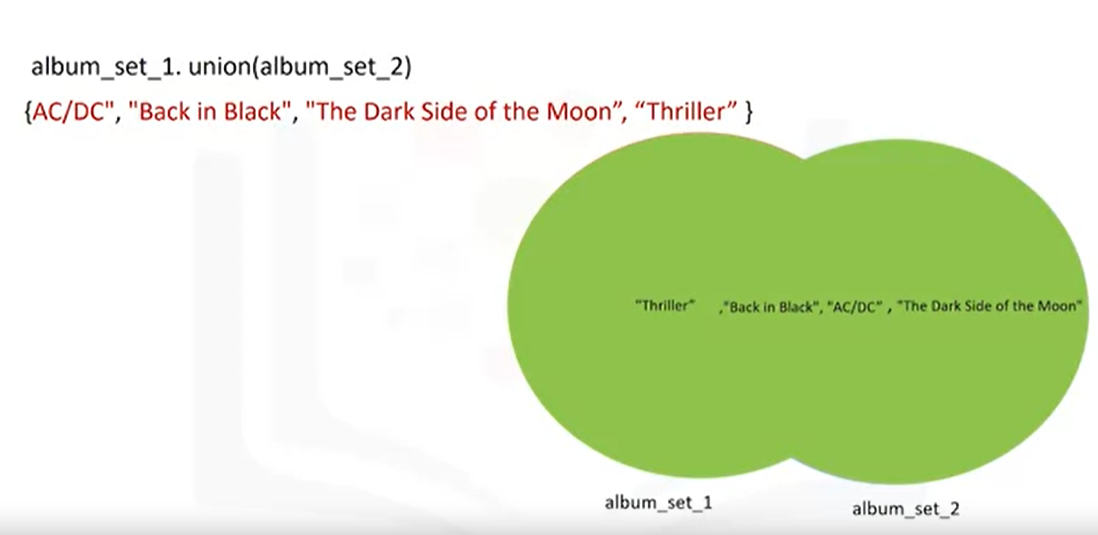 album_set_1. union(album_set_2)
{AC/DC", "Back in Black", "The Dark Side of the Moon”, “Thriller” }
"Thriller" ,"Back in Black", "AC/DC" , "The Dark Side of the Moon"
album_set_1
album_set_2